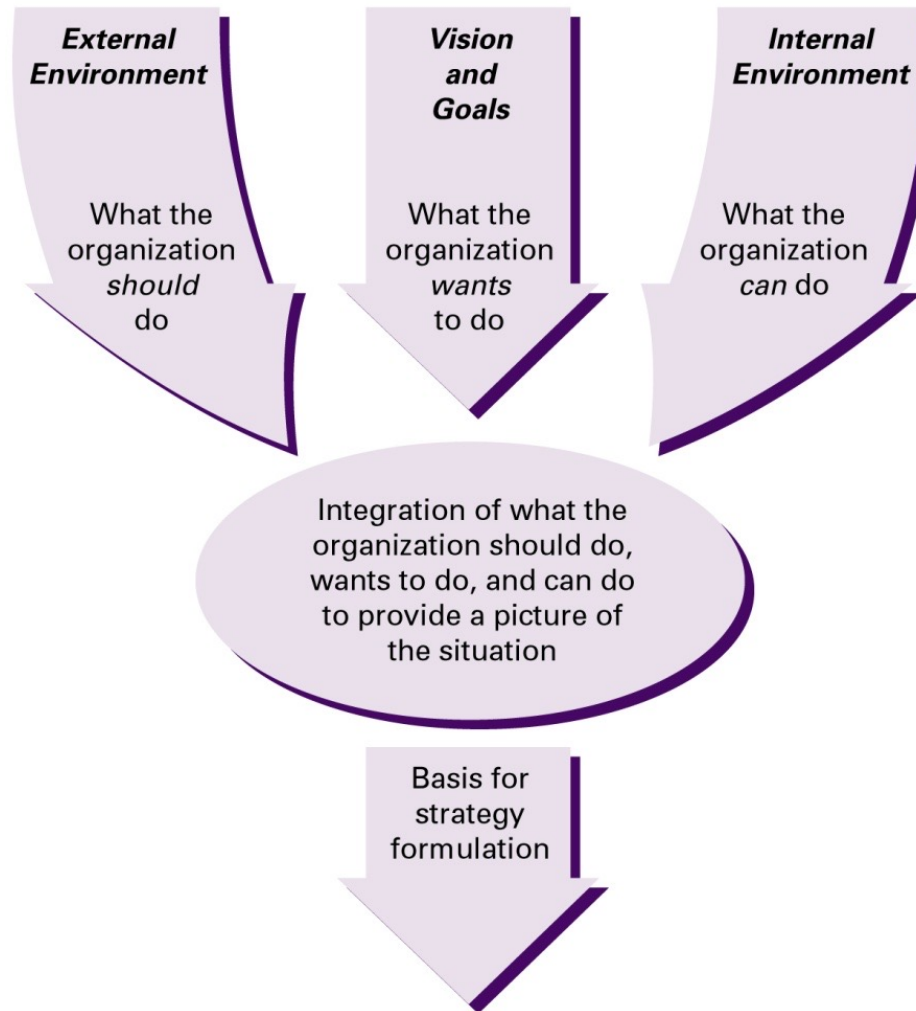 External
Environment
What the
organization
should
do
Vision
and
Goals
What the
organization
wants
to do
Internal
Environment
What the
organization
can do
Integration of what the
organization should do,
wants to do, and can do
to provide a picture of
the situation
Basis for
strategy
formulation